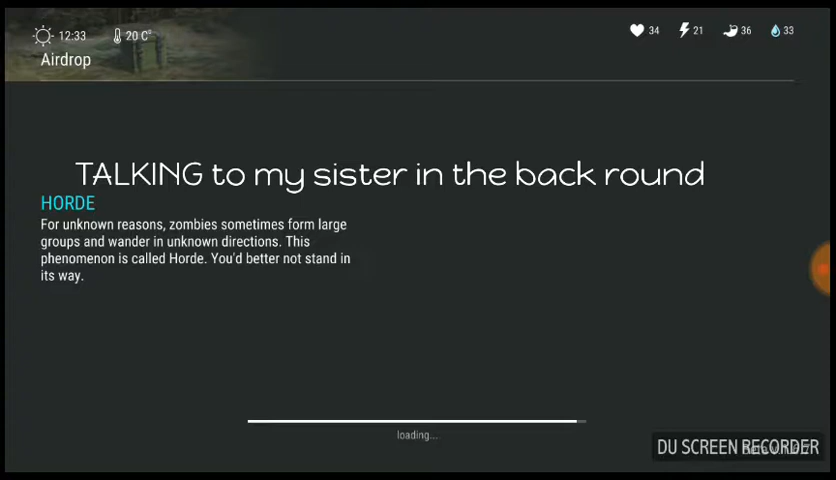 12:33 20 C°
34 21 36 33
Airdrop
TALKING to my sister in the back round
HORDE
For unknown reasons, zombies sometimes form large
groups and wander in unknown directions. This
phenomenon is called Horde. You'd better not stand in
its way.
loading...
DU SCREEN RECORDER